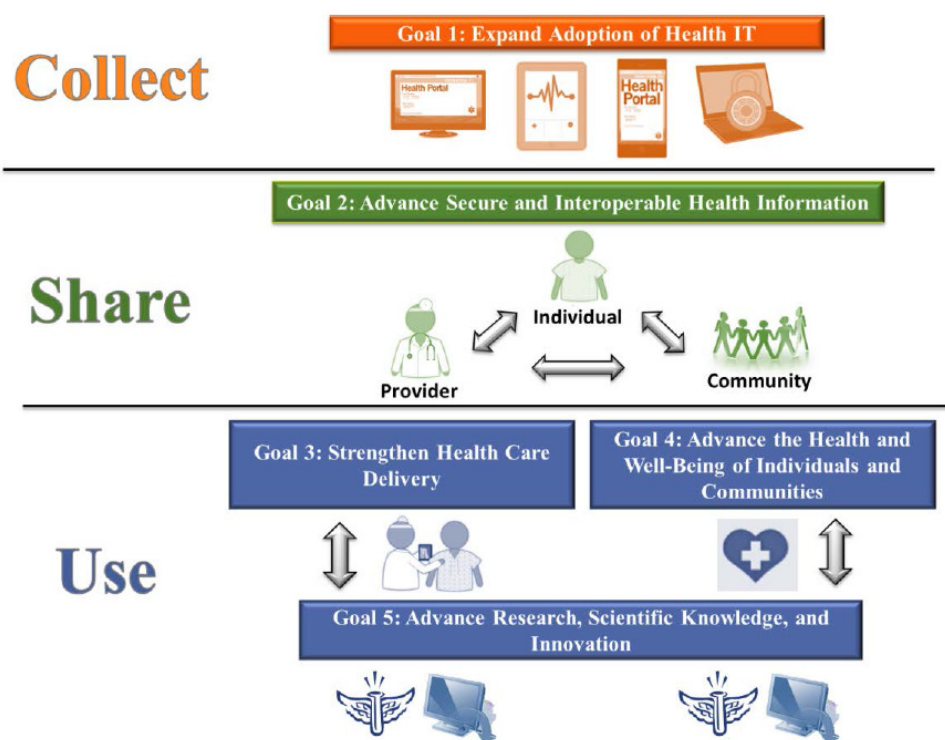 Goal 1: Expand Adoption of Health IT
Collect
Health Portal
Health
Portal
Goal 2: Advance Secure and Interoperable Health Information
Share
Individual
Provider
Community
Goal 3: Strengthen Health Care
Delivery
Goal 4: Advance the Health and
Well-Being of Individuals and
Communities
Use
Goal 5: Advance Research, Scientific Knowledge, and
Innovation